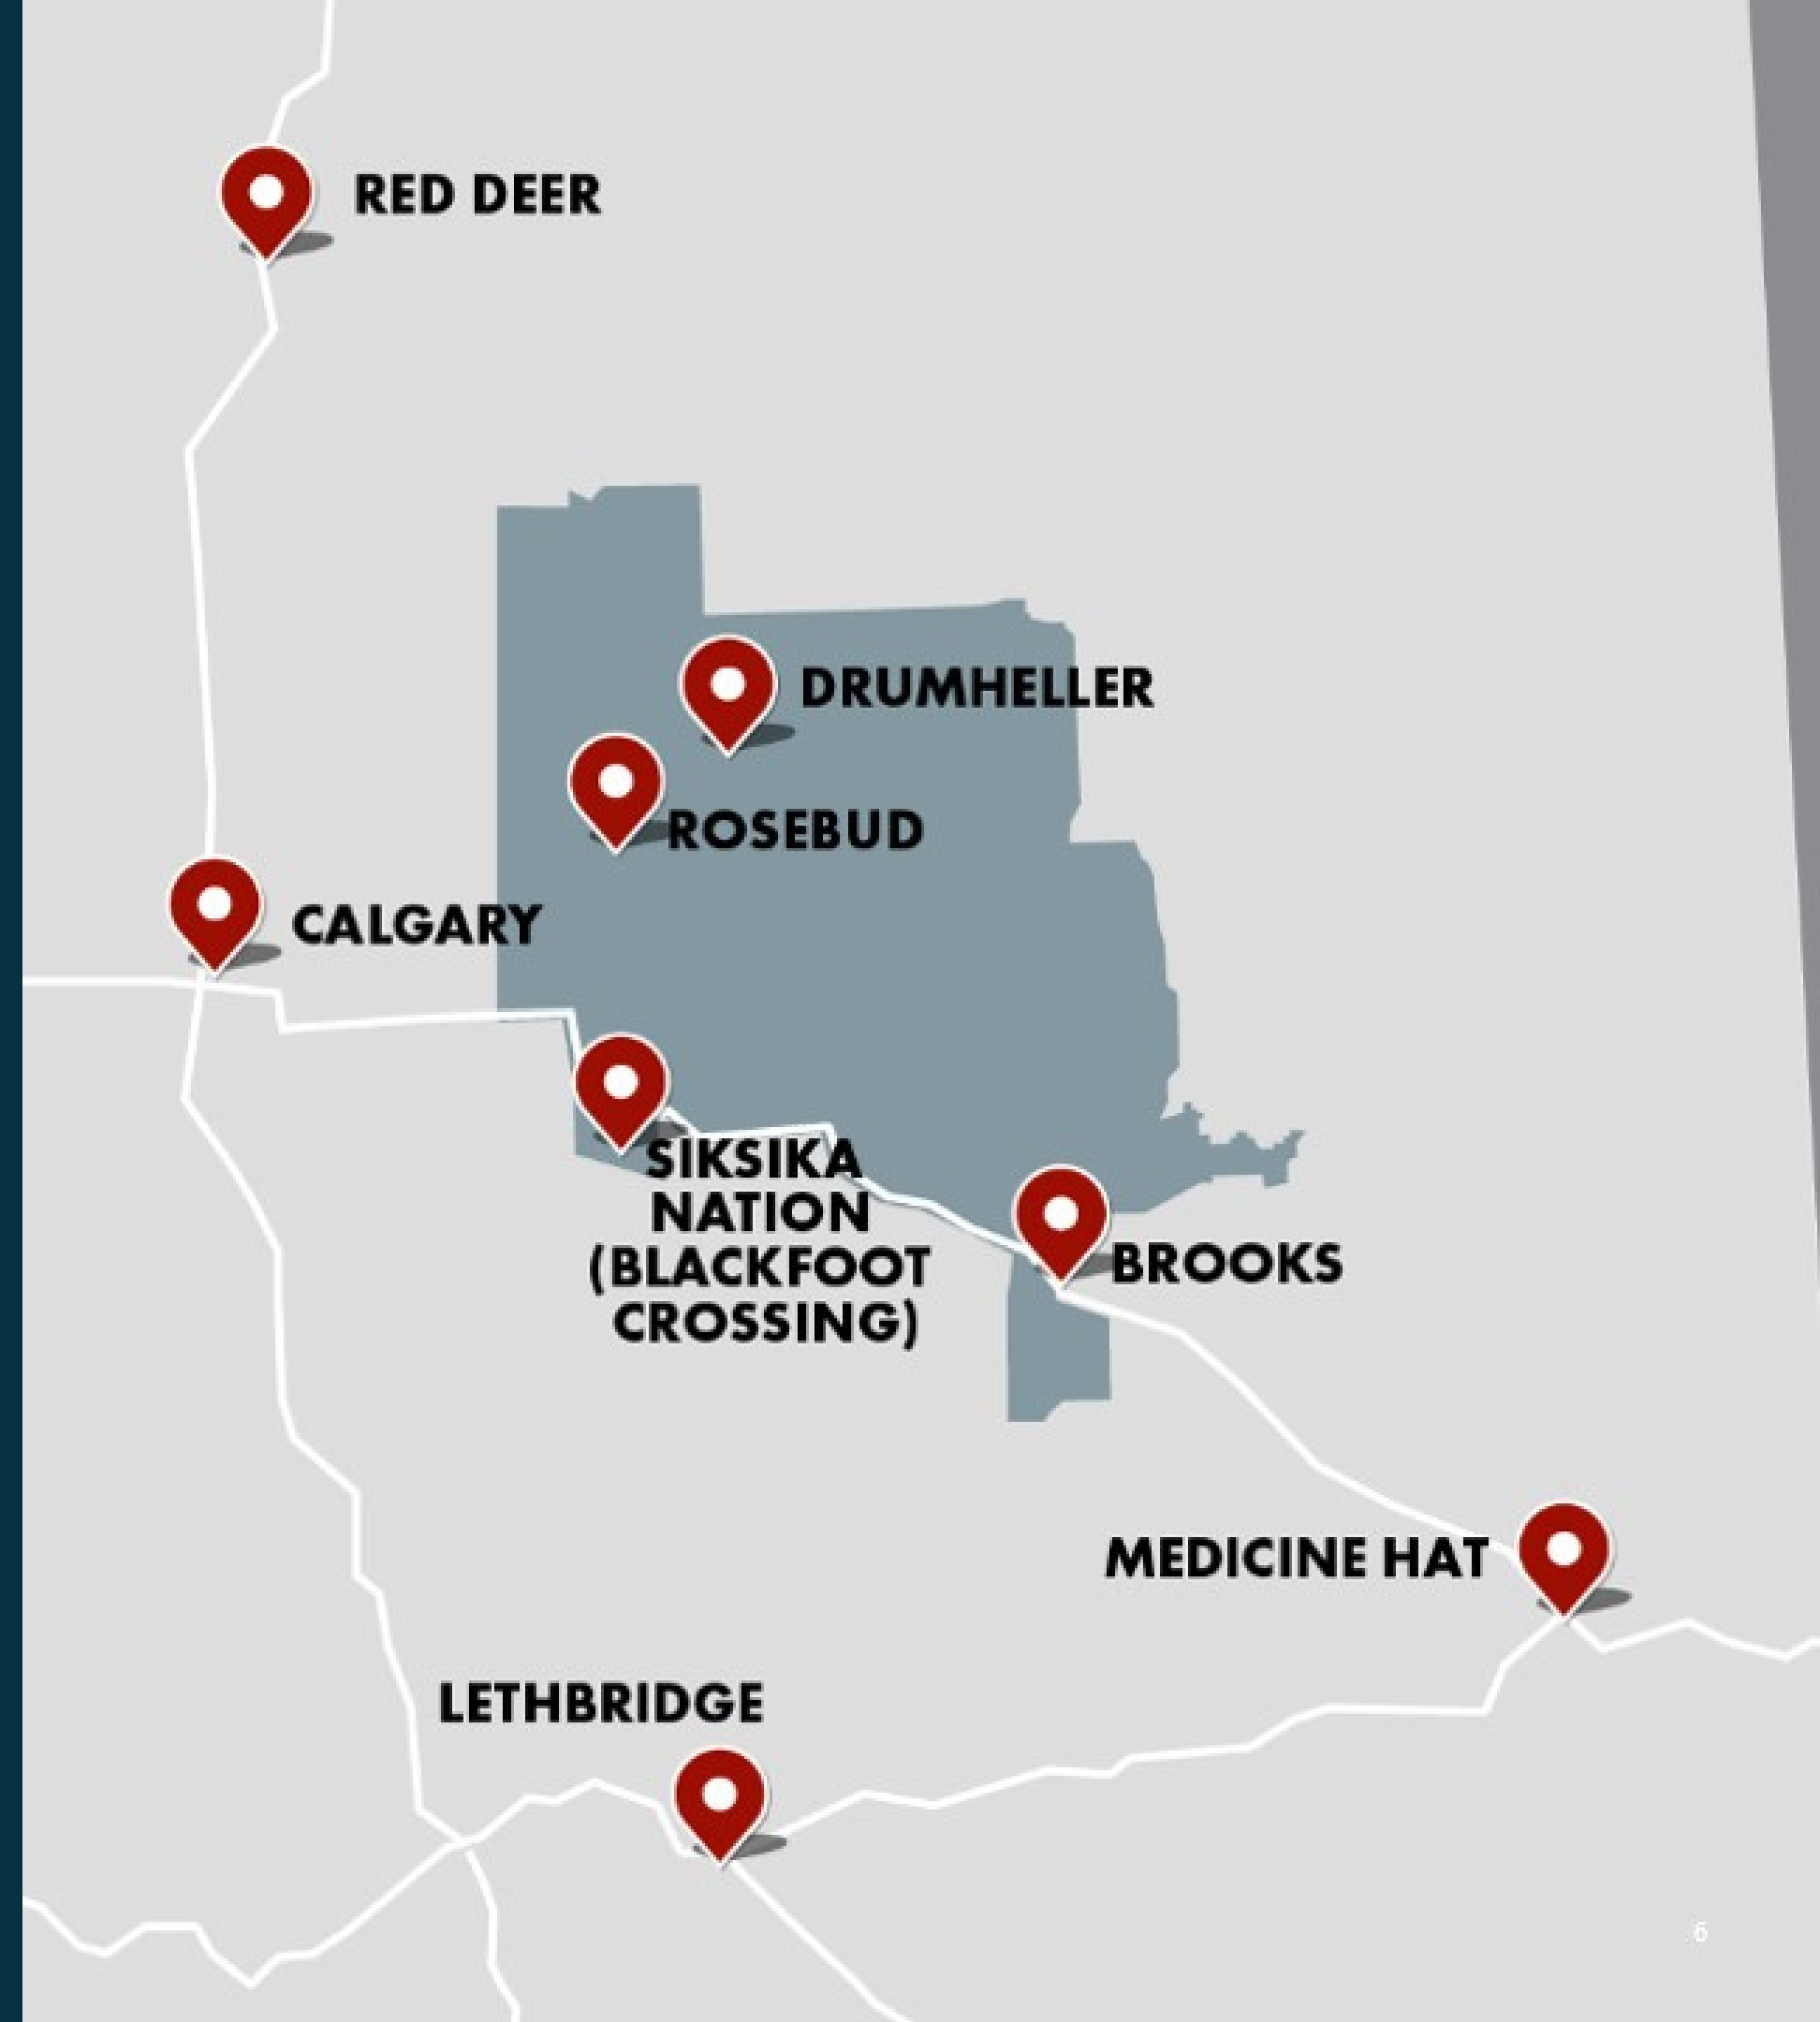 RED DEER
DRUMHELLER
ROSEBUD
CALGARY
SIKSIKA
NATION
(BLACKFOOT
CROSSING)
BROOKS
MEDICINE HAT
LETHBRIDGE
6